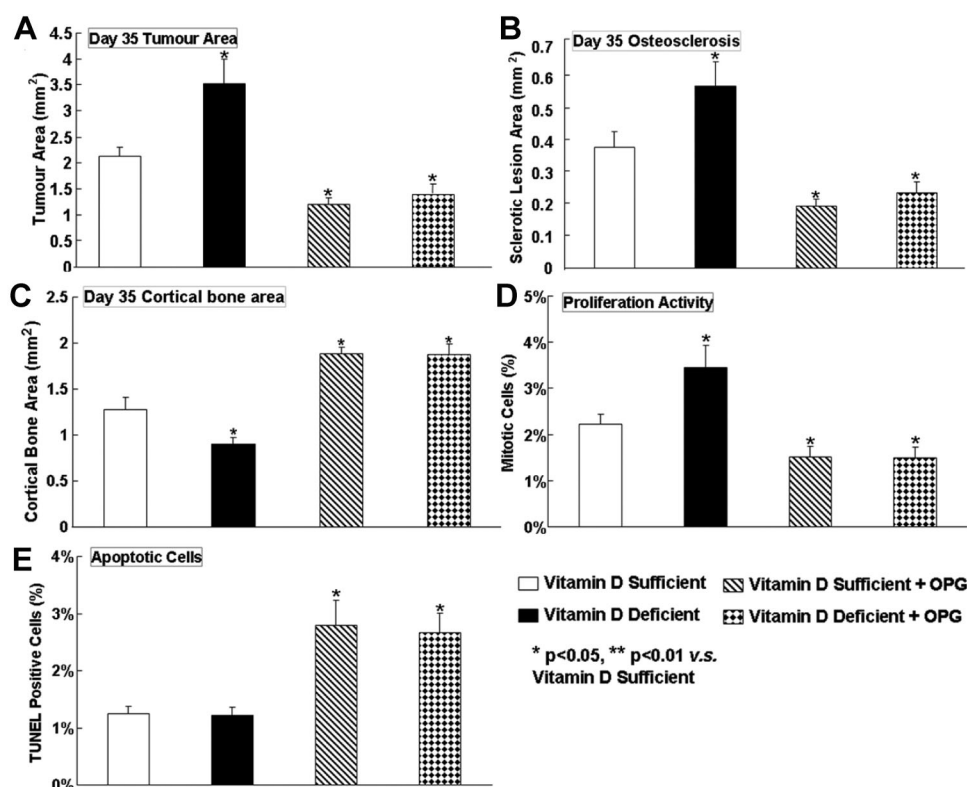 A
Day 35 Tumour Area
Tumour Area (mm²)
4.5
4
3.5
3
2.5
2
1.5
1
0.5
0
*
*
*
B
Day 35 Osteosclerosis
Sclerotic Lesion Area (mm²)
0.7
0.6
0.5
0.4
0.3
0.2
0.1
0
*
*
*
C
Day 35 Cortical bone area
Cortical Bone Area (mm²)
2.5
2
1.5
1
0.5
0
*
*
*
D
Proliferation Activity
Mitotic Cells (%)
5%
4%
3%
2%
1%
0%
*
*
*
E
Apoptotic Cells
TUNEL Positive Cells (%)
4%
3%
2%
1%
0%
*
*
Vitamin D Sufficient
Vitamin D Sufficient + OPG
Vitamin D Deficient
Vitamin D Deficient + OPG
* p<0.05, ** p<0.01 v.s.
Vitamin D Sufficient